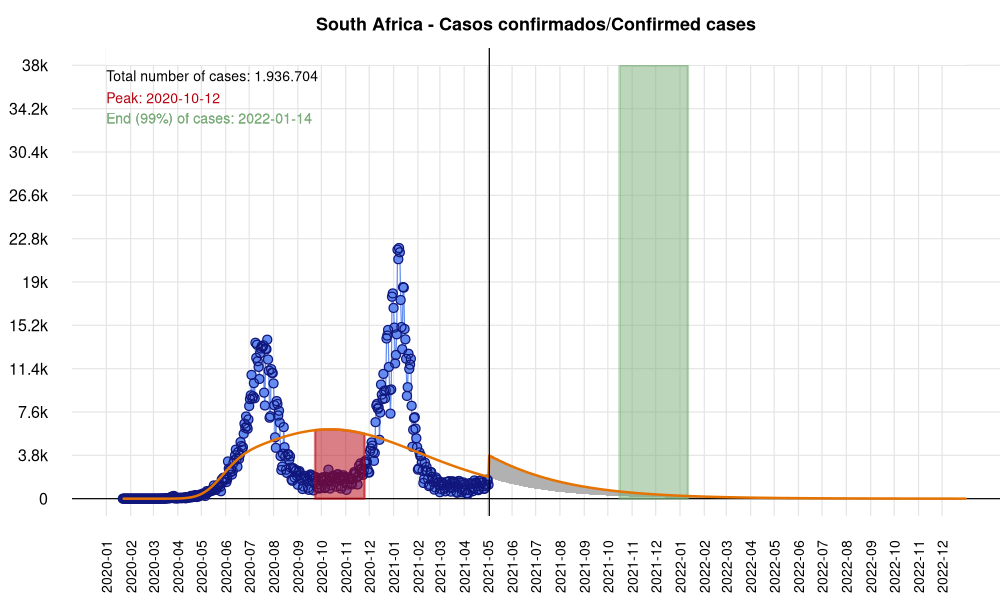 South Africa - Casos confirmados/Confirmed cases
Total number of cases: 1.936.704
Peak: 2020-10-12
End (99%) of cases: 2022-01-14
38k
34.2k
30.4k
26.6k
22.8k
19k
15.2k
11.4k
7.6k
3.8k
0
2020-01
2020-02
2020-03
2020-04
2020-05
2020-06
2020-07
2020-08
2020-09
2020-10
2020-11
2020-12
2021-01
2021-03
2021-04
2021-05
2021-06
2021-07
2021-08
2021-09
2021-10
2021-11
2021-12
2022-01
2022-02
2022-03
2022-04
2022-05
2022-06
2022-07
2022-08
2022-09
2022-10
2022-11
2022-12